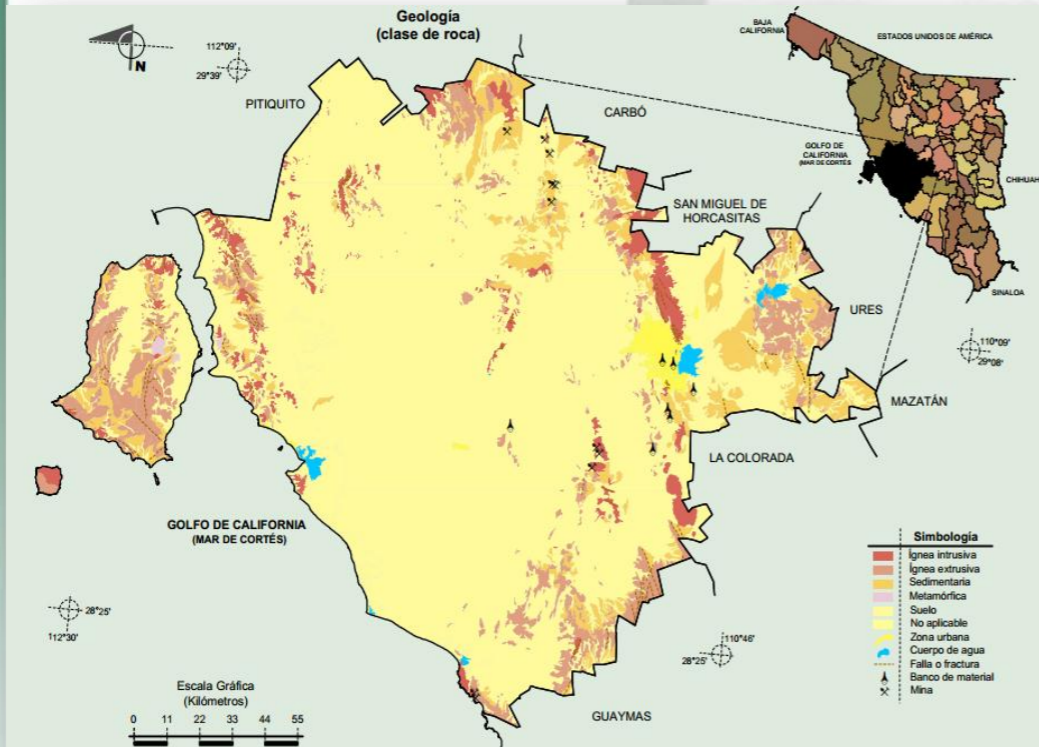 Geología
(clase de roca)
N
112°09'
29°39'
PITIQUITO
CARBÓ
SAN MIGUEL DE
HORCASITAS
URES
110°09'
29°08'
MAZATÁN
LA COLORADA
GOLFO DE CALIFORNIA
(MAR DE CORTÉS)
28°25'
112°30'
110°46'
28°25'
GUAYMAS
Escala Gráfica
(Kilómetros)
0 11 22 33 44 55
BAJA
CALIFORNIA
ESTADOS UNIDOS DE AMÉRICA
GOLFO DE
CALIFORNIA
(MAR DE CORTÉS
CHIHUAH
SINALOA
Simbología
Ígnea intrusiva
Ígnea extrusiva
Sedimentaria
Metamórfica
Suelo
No aplicable
Zona urbana
Cuerpo de agua
Falla o fractura
Banco de material
Mina